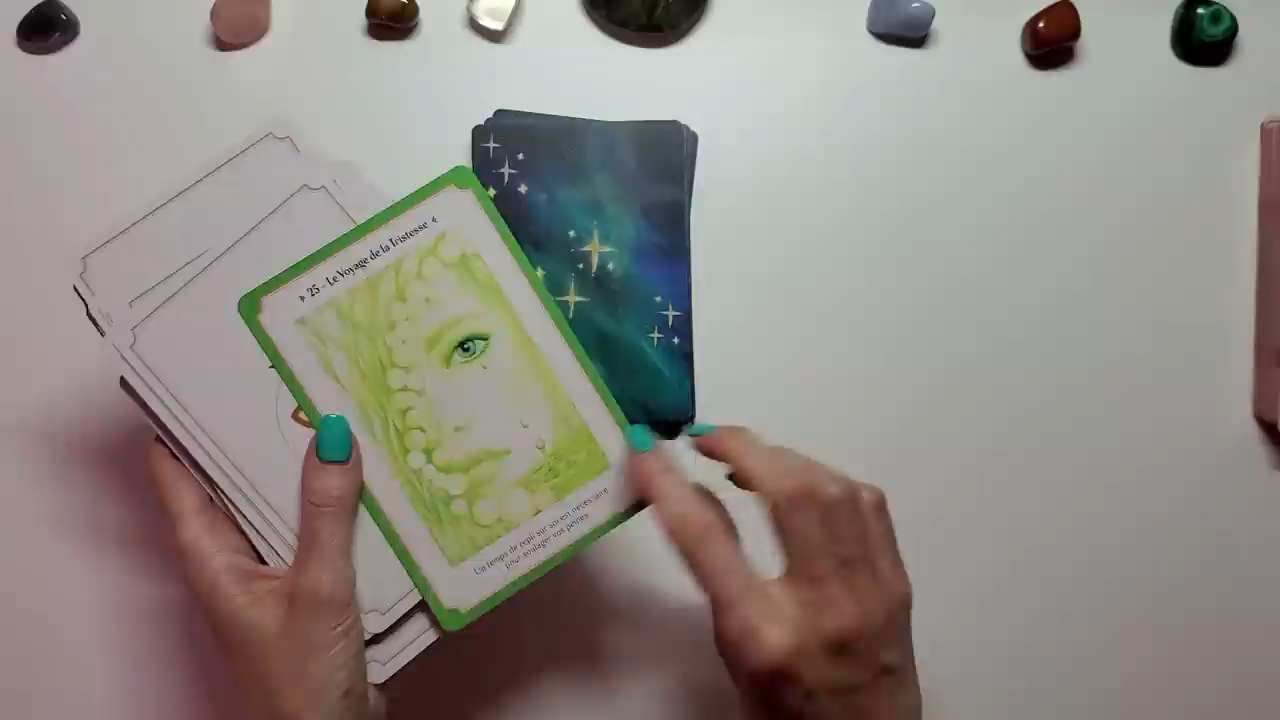 25 - Le Voyage de la Tristesse
Un temps de repli sur soi est nécessaire
pour soulager vos peines